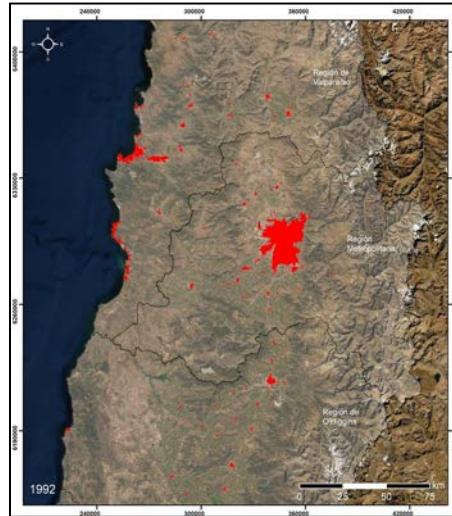 240000 300000 360000 420000
6400000
Región de
Valparaíso
6330000
Región
Metropolitana
6260000
Región de
O'Higgins
6190000
1992
km
0 25 50 75
240000 300000 360000 420000